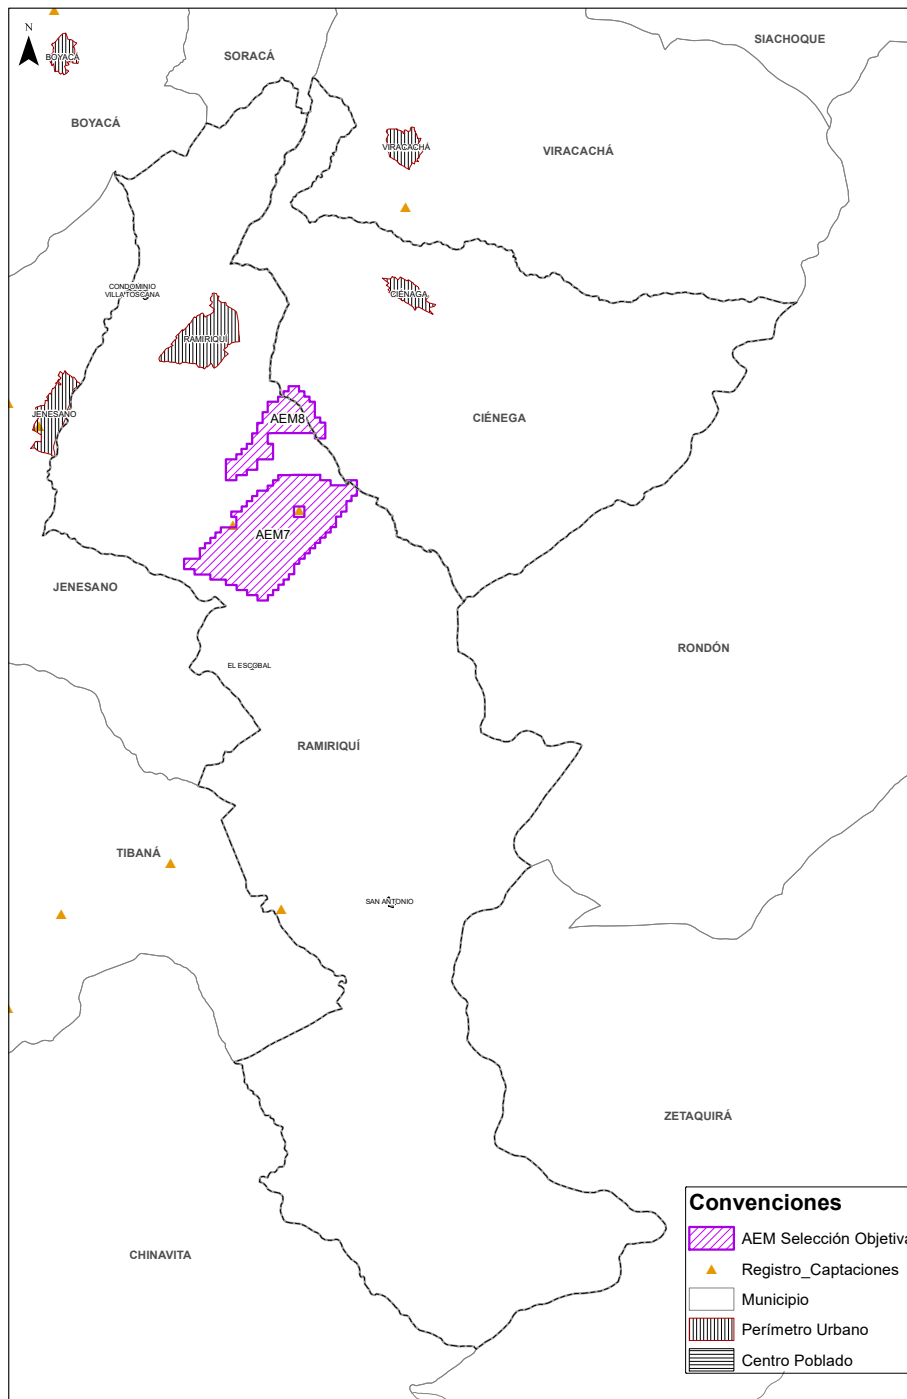 N
BOYACÁ
SORACÁ
SIACHOQUE
BOYACÁ
VIRACACHÁ
VIRACACHÁ
CONDOMINIO
VILLA TOSCANA
CIÉNAGA
RAMIRIQUÍ
JENESANO
AEM8
CIÉNEGA
AEM7
JENESANO
RONDÓN
EL ESCOBAL
RAMIRIQUÍ
TIBANÁ
SAN ANTONIO
ZETAQUIRÁ
CHINAVITA
Convenciones
AEM Selección Objetiva
Registro_Captaciones
Municipio
Perímetro Urbano
Centro Poblado